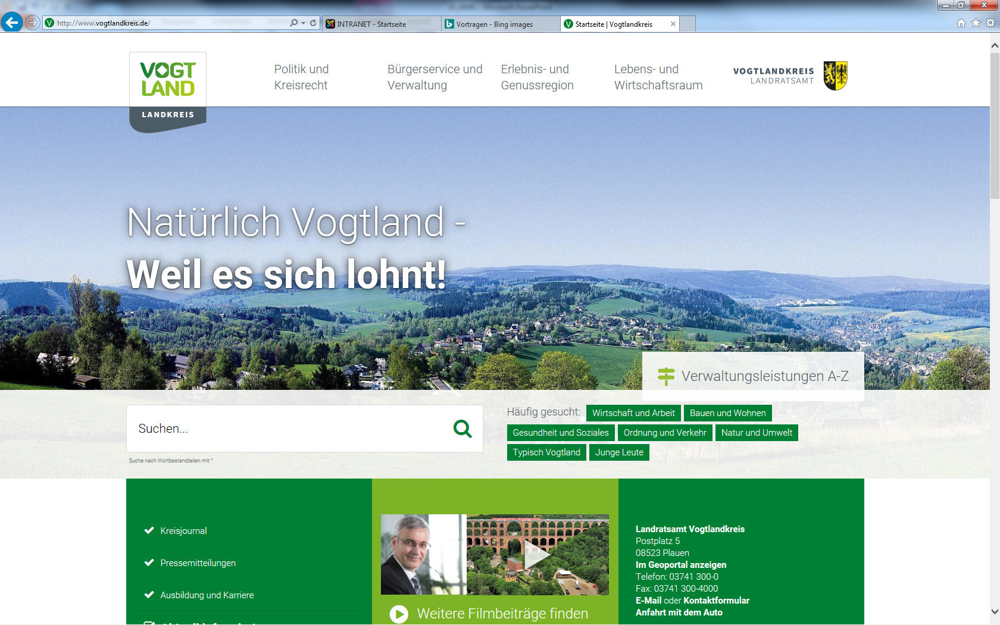 http://www.vogtlandkreis.de/
INTRANET - Startseite
Vortragen - Bing images
Startseite | Vogtlandkreis
VOGT
LAND
LANDKREIS
Politik und
Kreisrecht
Bürgerservice und
Verwaltung
Erlebnis- und
Genussregion
Lebens- und
Wirtschaftsraum
VOGTLANDKREIS
LANDRATSAMT
Natürlich Vogtland -
Weil es sich lohnt!
Verwaltungsleistungen A-Z
Suchen...
Suche nach Wortbestandteilen mit *
Häufig gesucht: Wirtschaft und Arbeit Bauen und Wohnen
Gesundheit und Soziales Ordnung und Verkehr Natur und Umwelt
Typisch Vogtland Junge Leute
Kreisjournal
Pressemitteilungen
Ausbildung und Karriere
Weitere Filmbeiträge finden
Landratsamt Vogtlandkreis
Postplatz 5
08523 Plauen
Im Geoportal anzeigen
Telefon: 03741 300-0
Fax: 03741 300-4000
E-Mail oder Kontaktformular
Anfahrt mit dem Auto